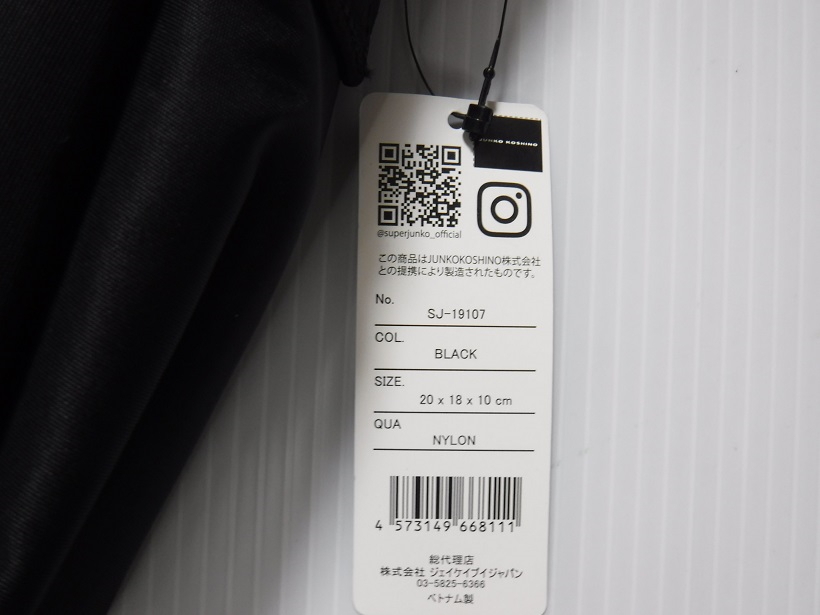 JUNKO KOSHINO
@superjunko_official
この商品はJUNKOKOSHINO株式会社
との提携により製造されたものです。
No.
SJ-19107
COL.
BLACK
SIZE.
20 x 18 x 10 cm
QUA
NYLON
4 573149 668111
総代理店
株式会社 ジェイケイブイジャパン
03-5825-6366
ベトナム製